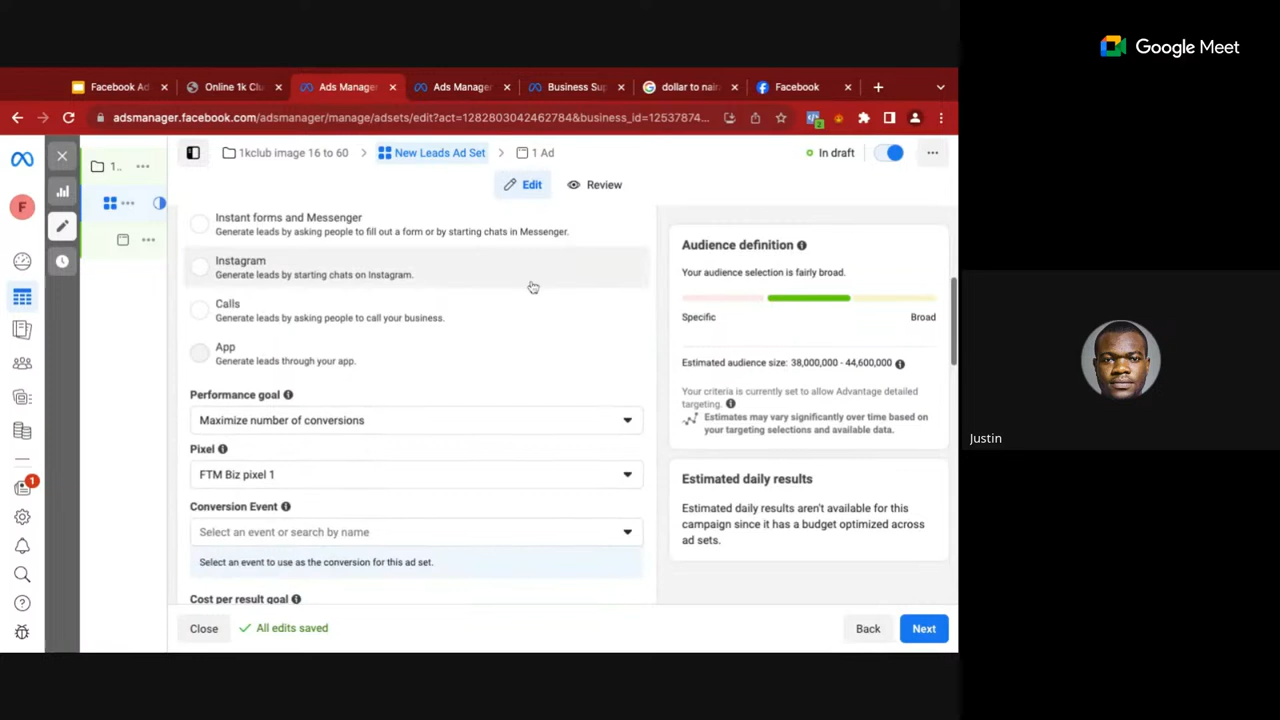 Google Meet
Facebook Ad
Online 1k Clu
Ads Manager
Ads Manager
Business Sup
dollar to nair
Facebook
adsmanager.facebook.com/adsmanager/manage/adsets/edit?act=1282803042462784&business_id=12537874...
2
1..
1kclub image 16 to 60
New Leads Ad Set
1 Ad
In draft
Edit
Review
F
Instant forms and Messenger
Generate leads by asking people to fill out a form or by starting chats in Messenger.
Instagram
Generate leads by starting chats on Instagram.
Calls
Generate leads by asking people to call your business.
App
Generate leads through your app.
Performance goal
Maximize number of conversions
Pixel
FTM Biz pixel 1
Conversion Event
Select an event or search by name
Select an event to use as the conversion for this ad set.
Cost per result goal
1
Audience definition
Your audience selection is fairly broad.
Specific
Broad
Estimated audience size: 38,000,000 - 44,600,000
Your criteria is currently set to allow Advantage detailed
targeting.
Estimates may vary significantly over time based on
your targeting selections and available data.
Estimated daily results
Estimated daily results aren't available for this
campaign since it has a budget optimized across
ad sets.
Close
All edits saved
Back
Next
Justin